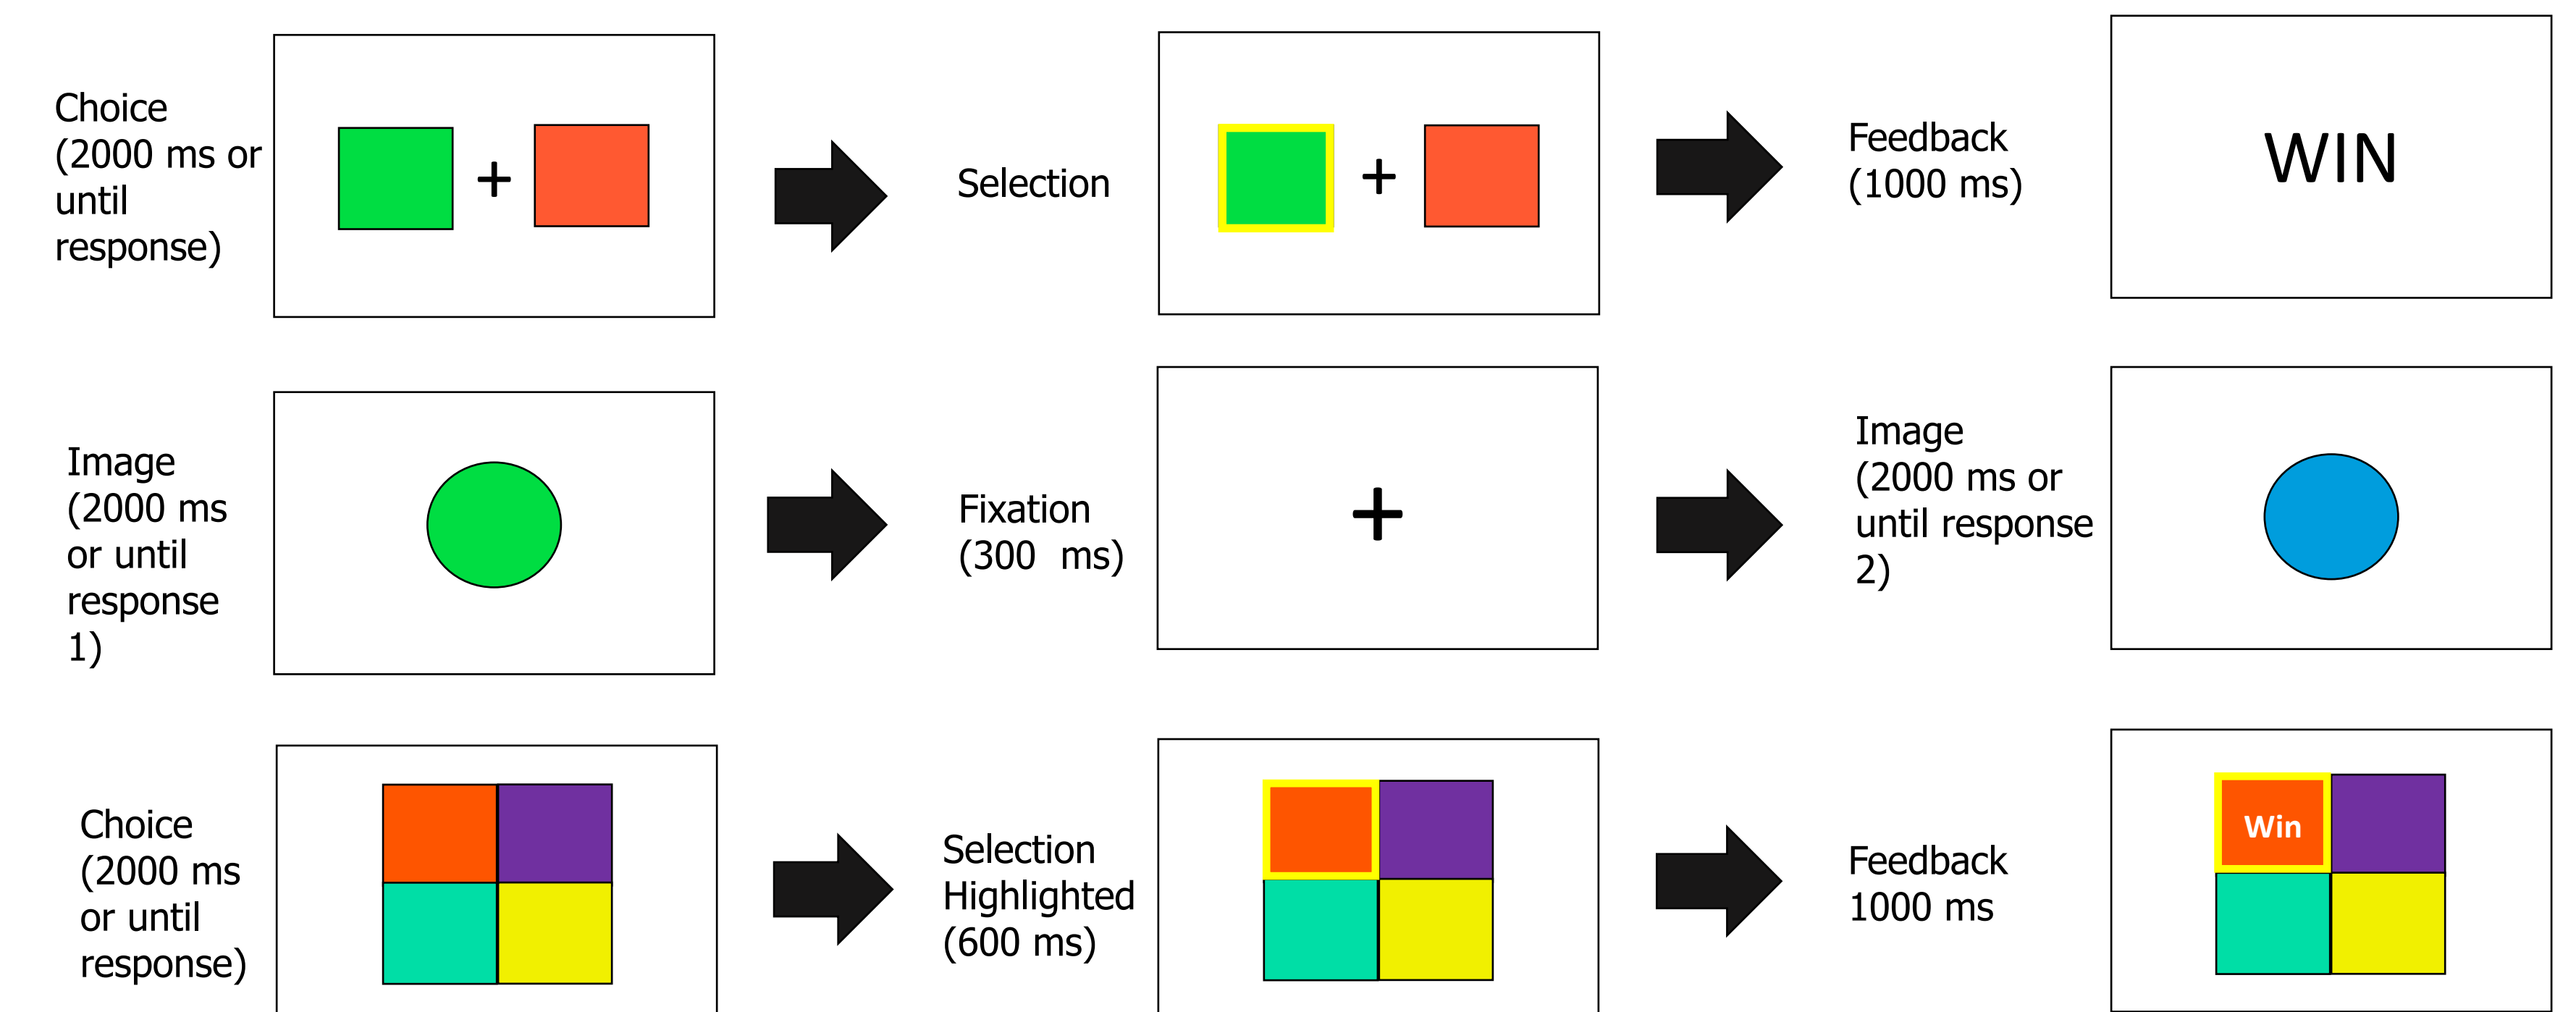 Choice
(2000 ms or
until
response)
+
Selection
+
Feedback
(1000 ms)
WIN
Image
(2000 ms
or until
response
1)
Fixation
(300  ms)
+
Image
(2000 ms or
until response
2)
Choice
(2000 ms
or until
response)
Selection
Highlighted
(600 ms)
Feedback
1000 ms
Win